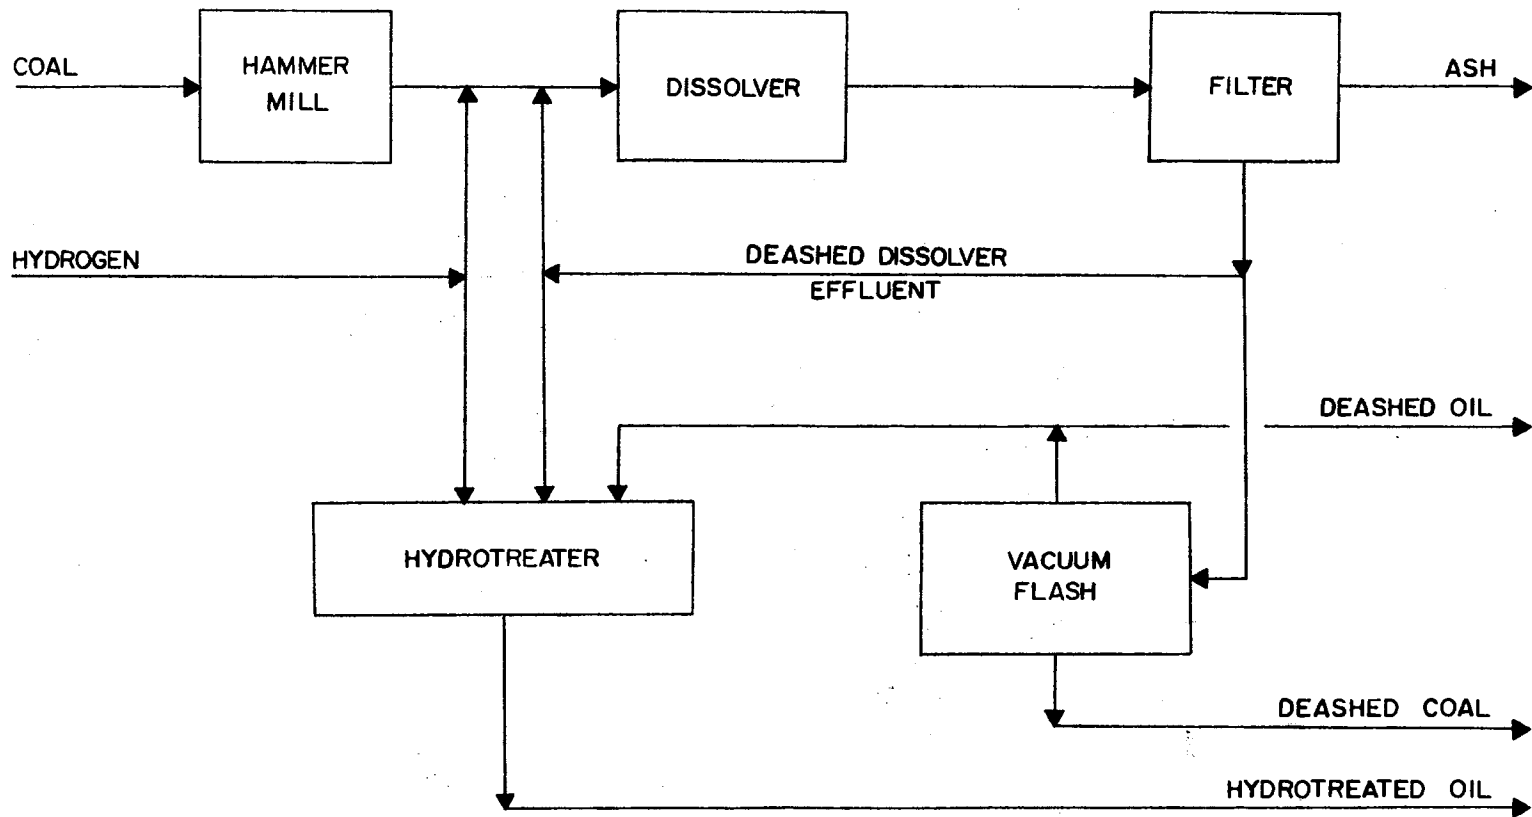 COAL
HAMMER
MILL
DISSOLVER
FILTER
ASH
HYDROGEN
DEASHED DISSOLVER
EFFLUENT
DEASHED OIL
HYDROTREATER
VACUUM
FLASH
DEASHED COAL
HYDROTREATED OIL